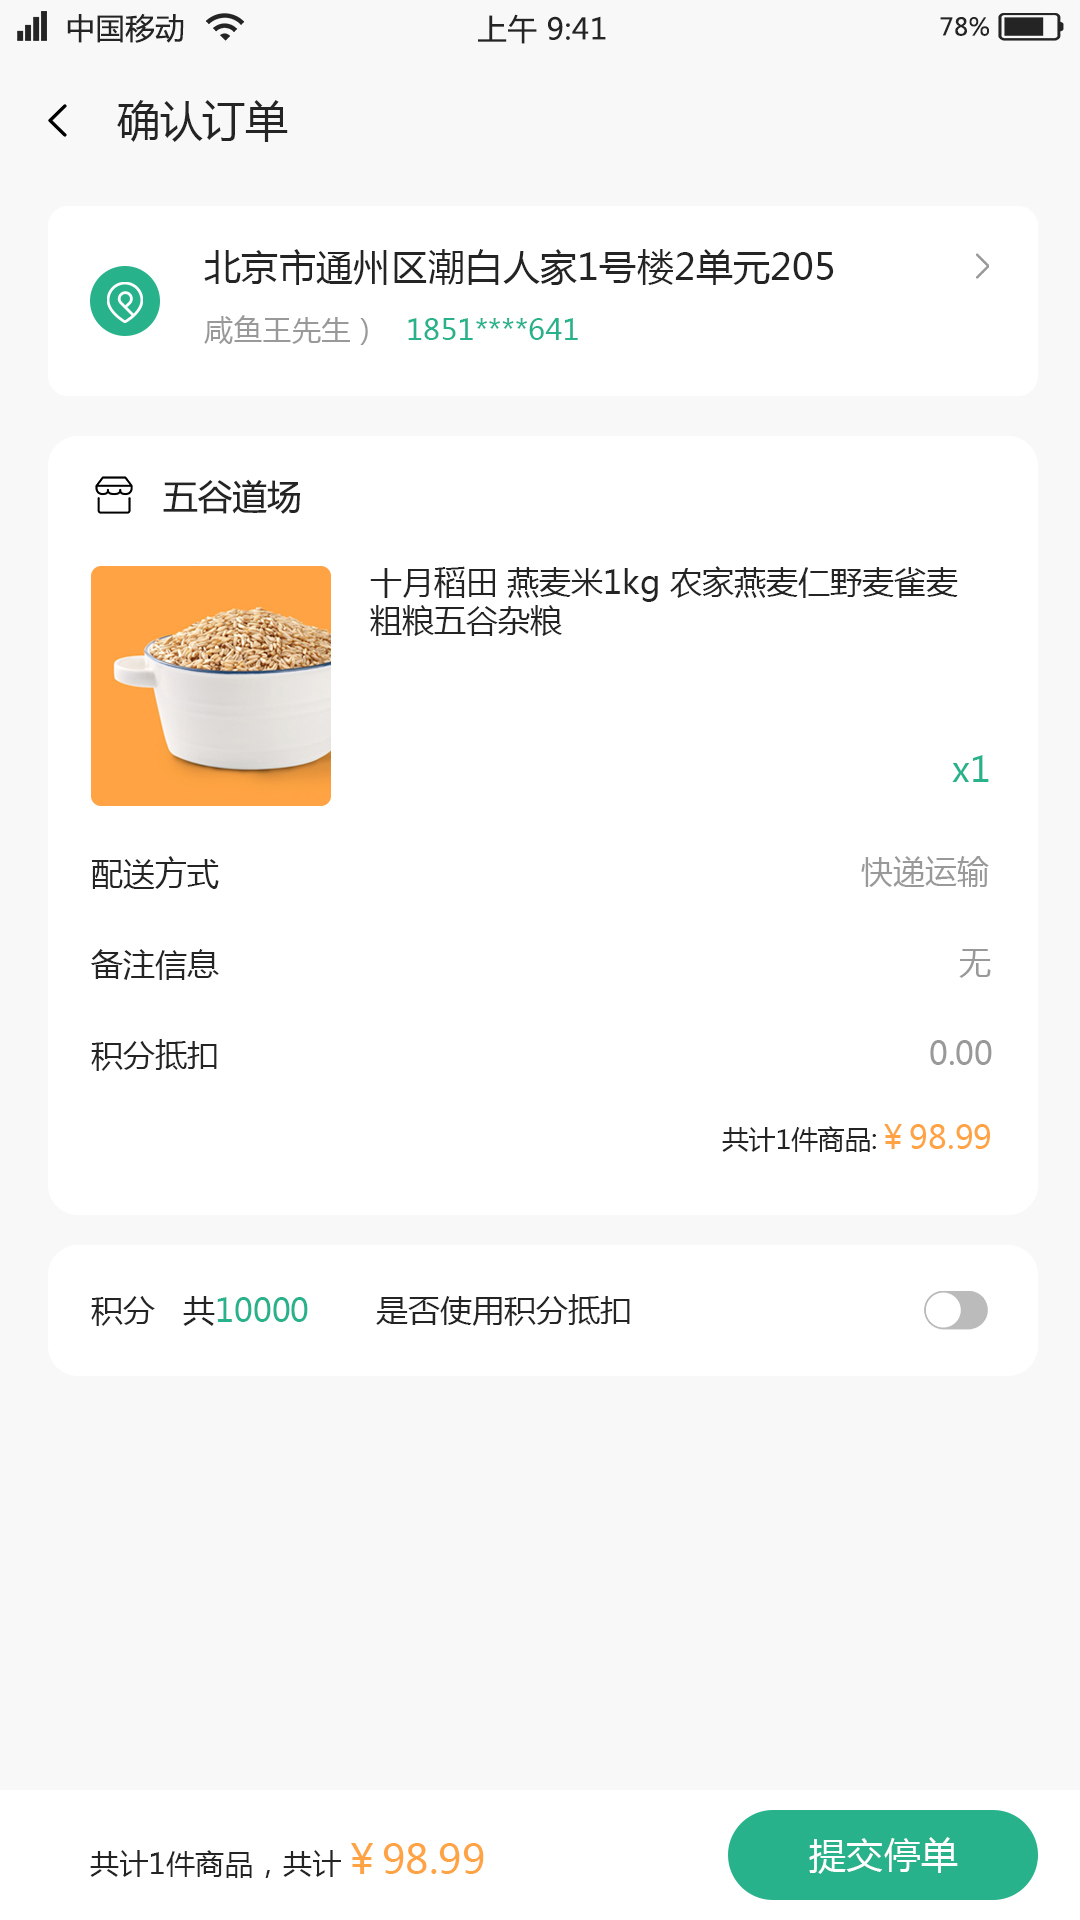 中国移动 上午 9:41 78%
确认订单
北京市通州区潮白人家1号楼2单元205
咸鱼王先生） 1851****641
五谷道场
十月稻田 燕麦米1kg 农家燕麦仁野麦雀麦
粗粮五谷杂粮
x1
配送方式 快递运输
备注信息 无
积分抵扣 0.00
共计1件商品: ¥ 98.99
积分 共10000 是否使用积分抵扣
共计1件商品，共计 ¥ 98.99
提交停单